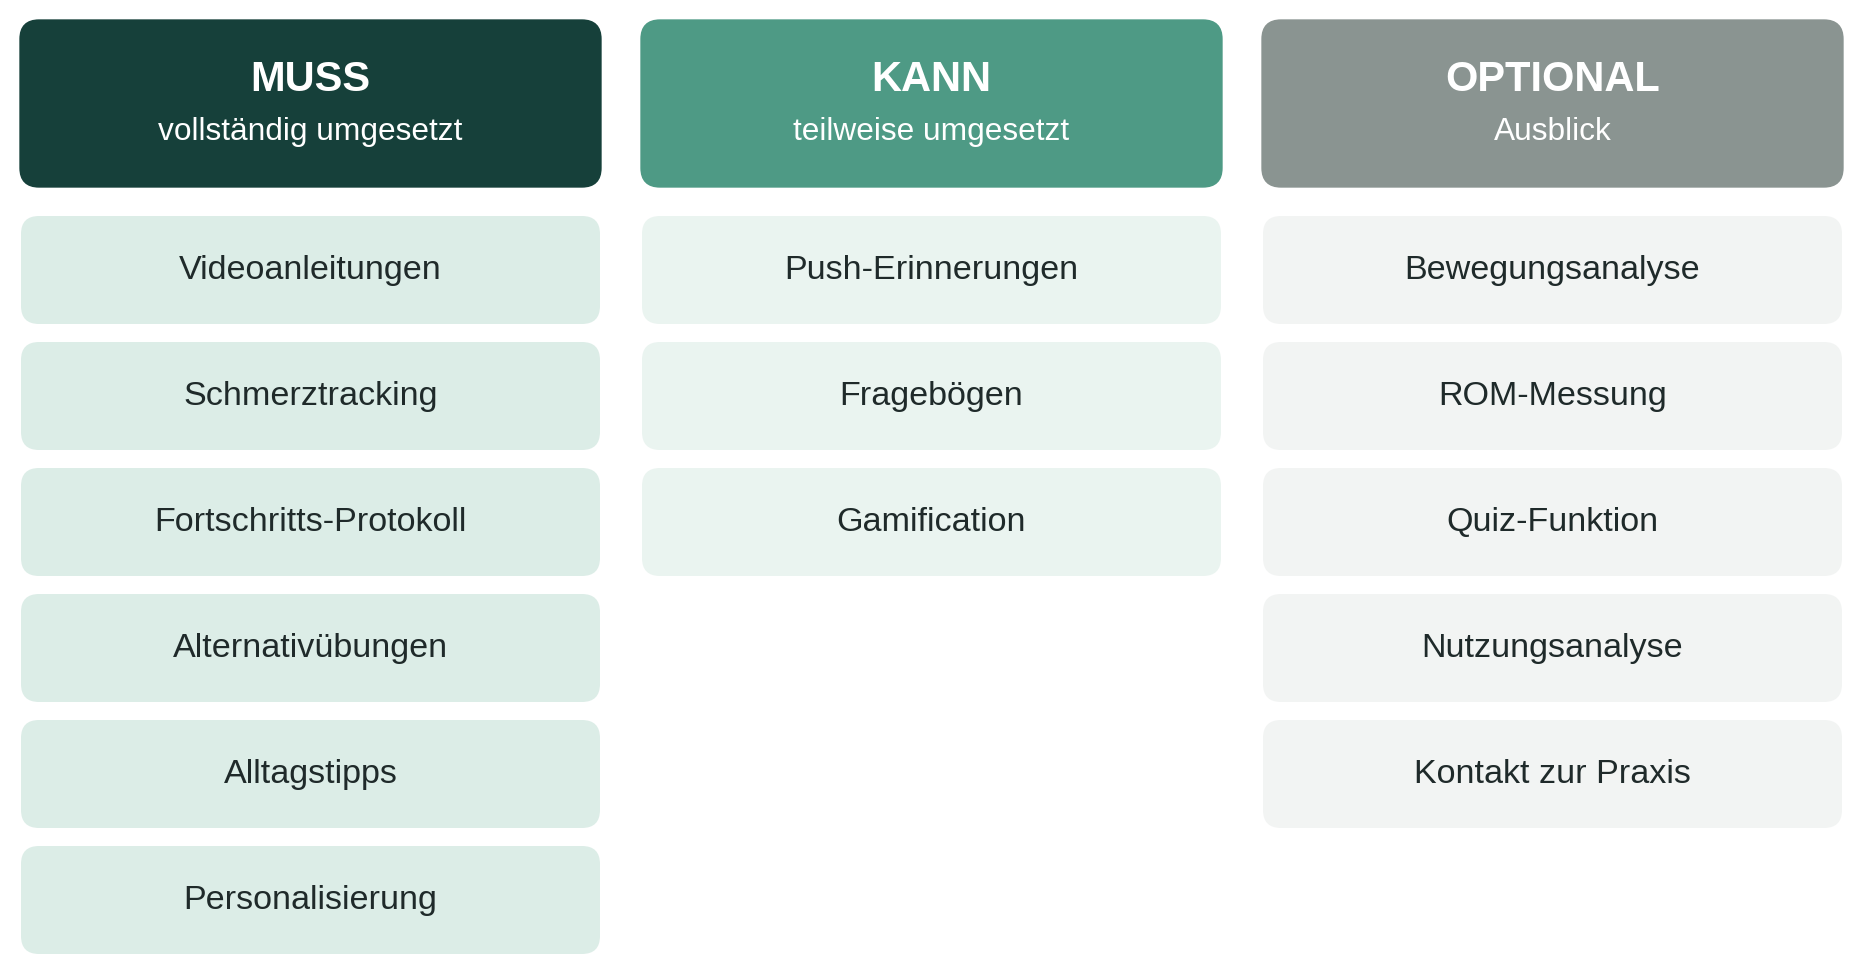 MUSS
vollständig umgesetzt
Videoanleitungen
Schmerztracking
Fortschritts-Protokoll
Alternativübungen
Alltagstipps
Personalisierung
KANN
teilweise umgesetzt
Push-Erinnerungen
Fragebögen
Gamification
OPTIONAL
Ausblick
Bewegungsanalyse
ROM-Messung
Quiz-Funktion
Nutzungsanalyse
Kontakt zur Praxis